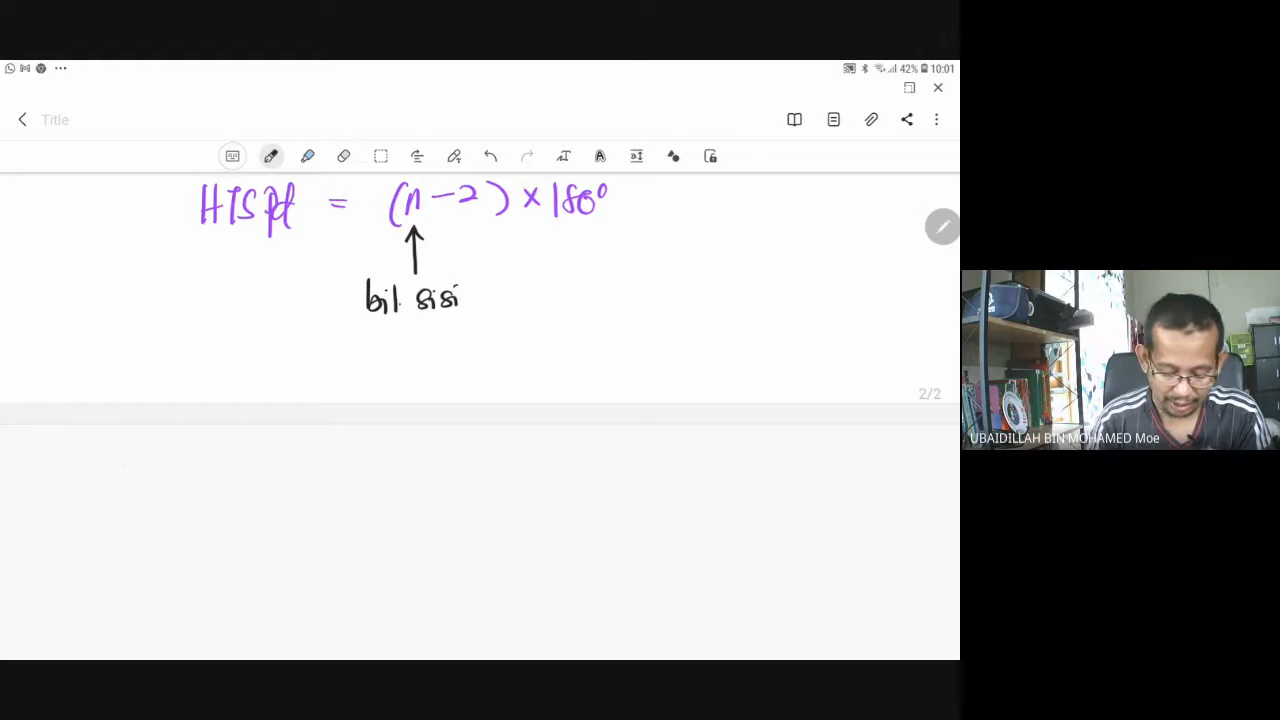 42% 10:01
Title
HTSPd = (n-2) × 180°
bil. sisi
2/2
UBAIDILLAH BIN MOHAMED Moe